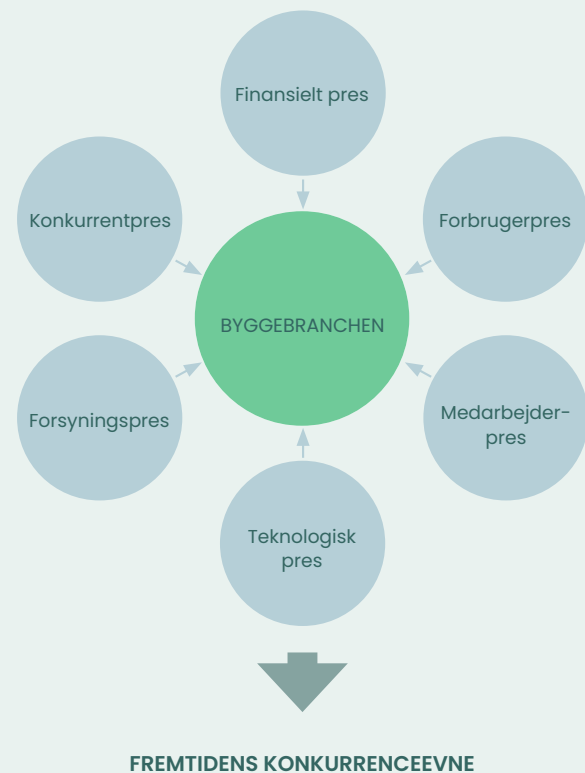 Finansielt pres
Konkurrentpres
Forbrugerpres
BYGGEBRANCHEN
Forsyningspres
Medarbejder-
pres
Teknologisk
pres
FREMTIDENS KONKURRENCEEVNE